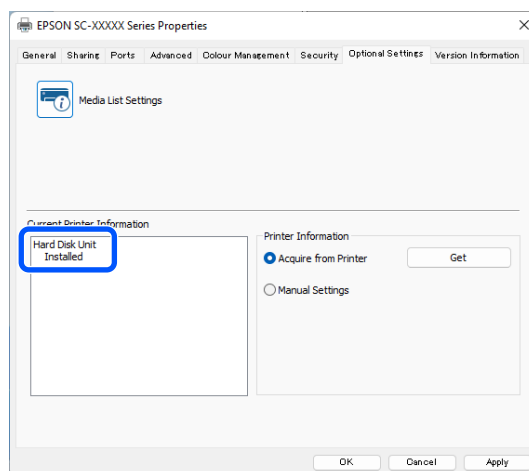 EPSON SC-XXXXX Series Properties
General Sharing Ports Advanced Colour Management Security Optional Settings Version Information
Media List Settings
Current Printer Information
Hard Disk Unit
Installed
Printer Information
Acquire from Printer
Get
Manual Settings
OK Cancel Apply